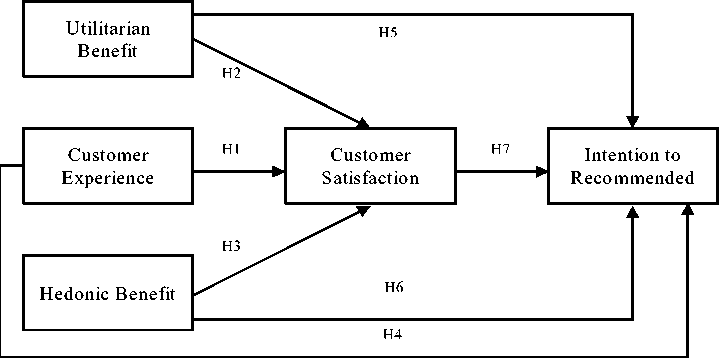 Utilitarian
Benefit
H5
H2
Customer
Experience
H1
Customer
Satisfaction
H7
Intention to
Recommended
H3
Hedonic Benefit
H6
H4